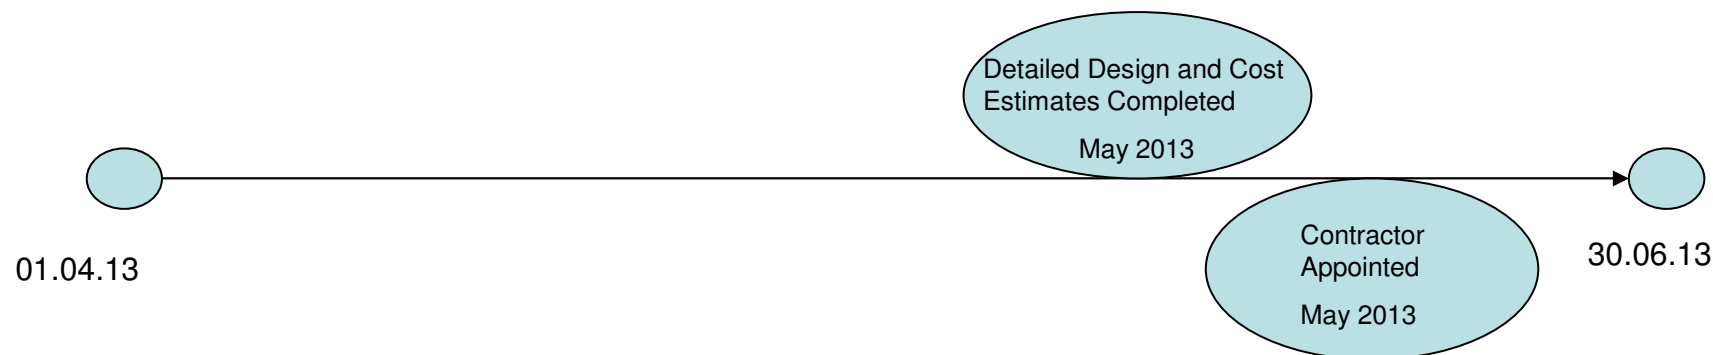 Detailed Design and Cost
Estimates Completed
May 2013
01.04.13
Contractor
Appointed
May 2013
30.06.13